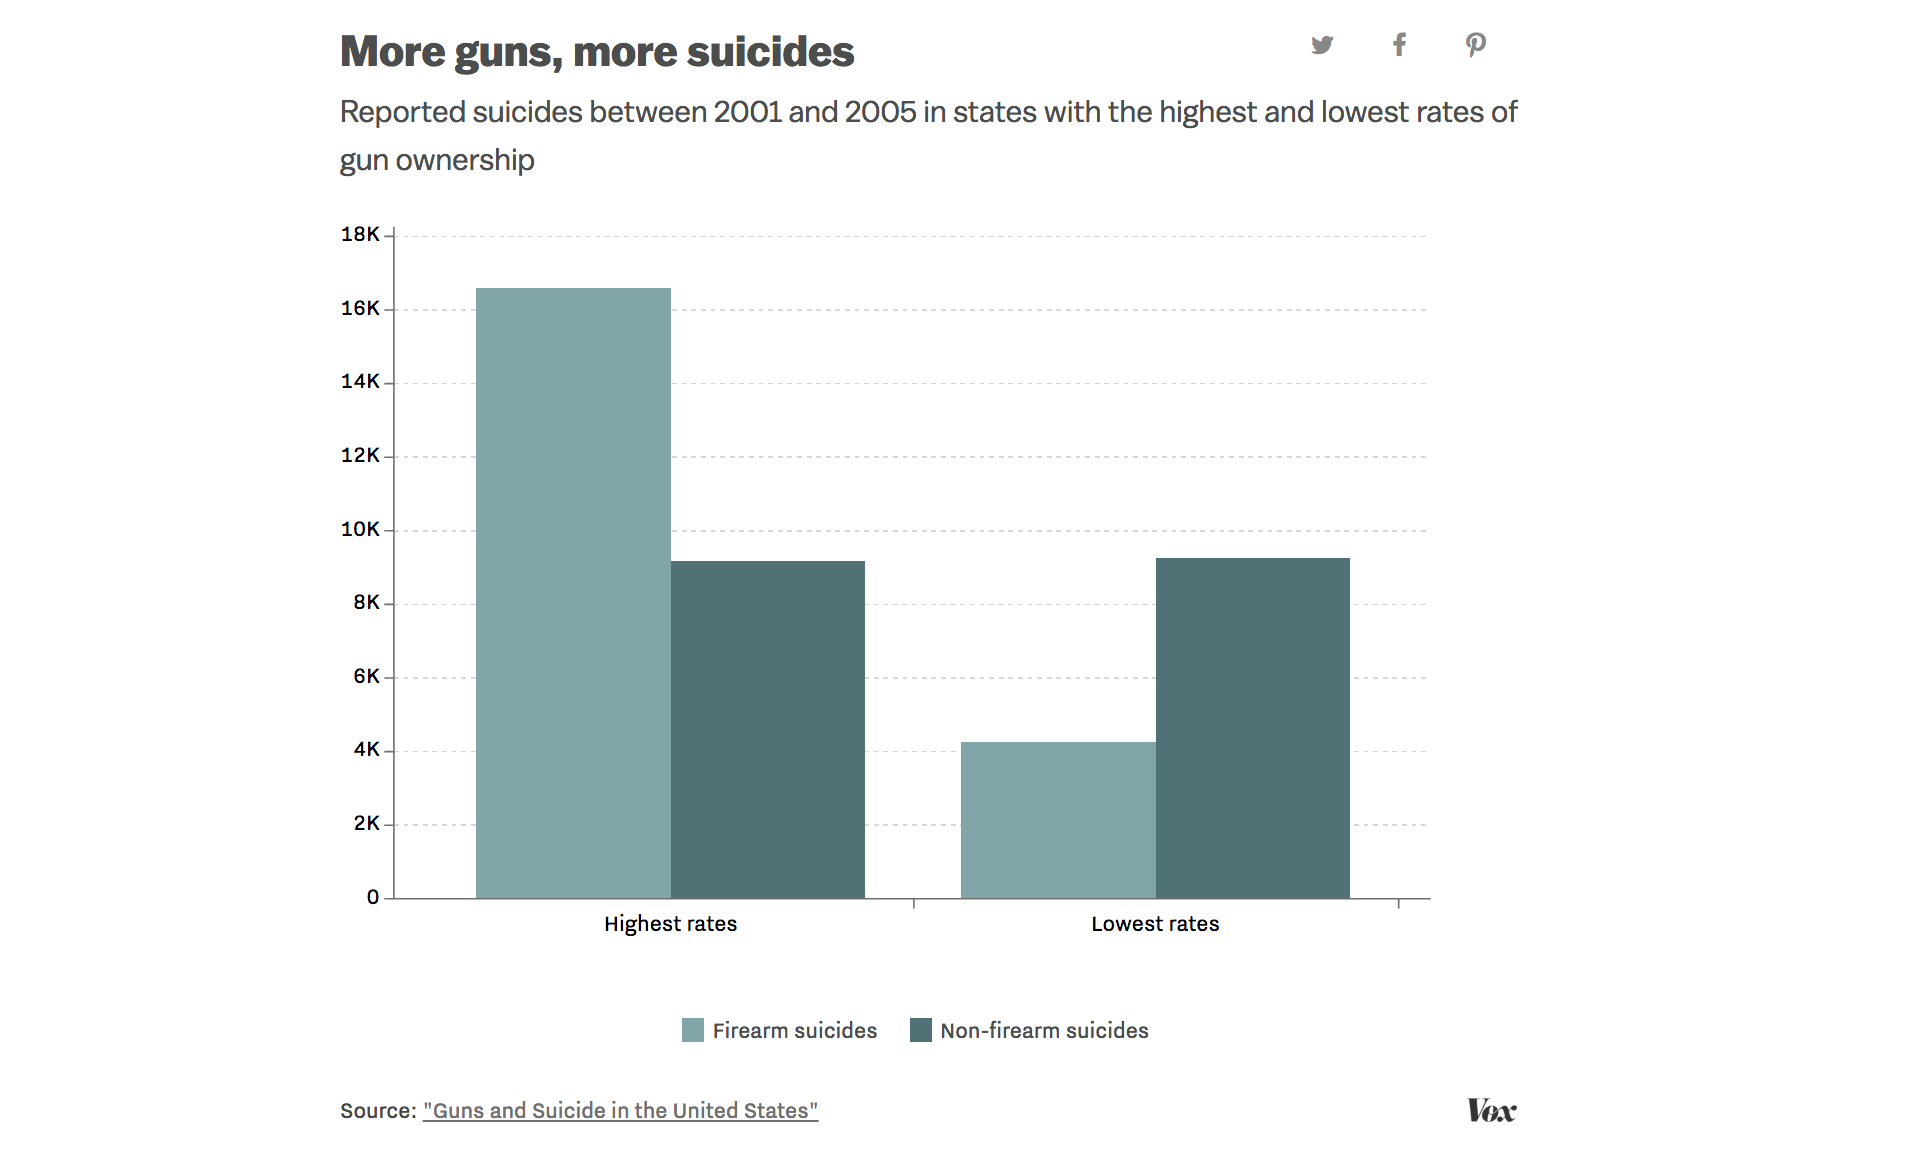 More guns, more suicides
Reported suicides between 2001 and 2005 in states with the highest and lowest rates of
gun ownership
18K
16K
14K
12K
10K
8K
6K
4K
2K
0
Highest rates
Lowest rates
Firearm suicides
Non-firearm suicides
Source: "Guns and Suicide in the United States"
Vox